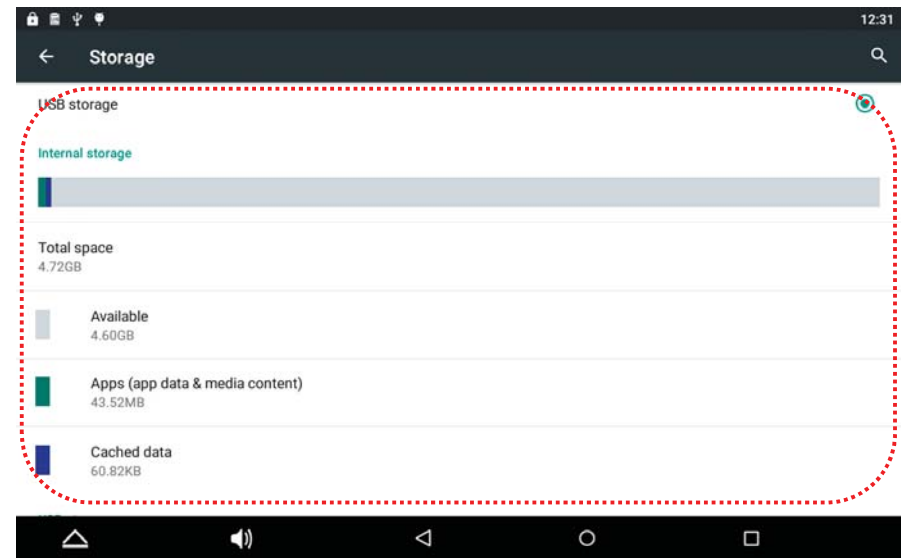 12:31
Storage
USB storage
Internal storage
Total space
4.72GB
Available
4.60GB
Apps (app data & media content)
43.52MB
Cached data
60.82KB